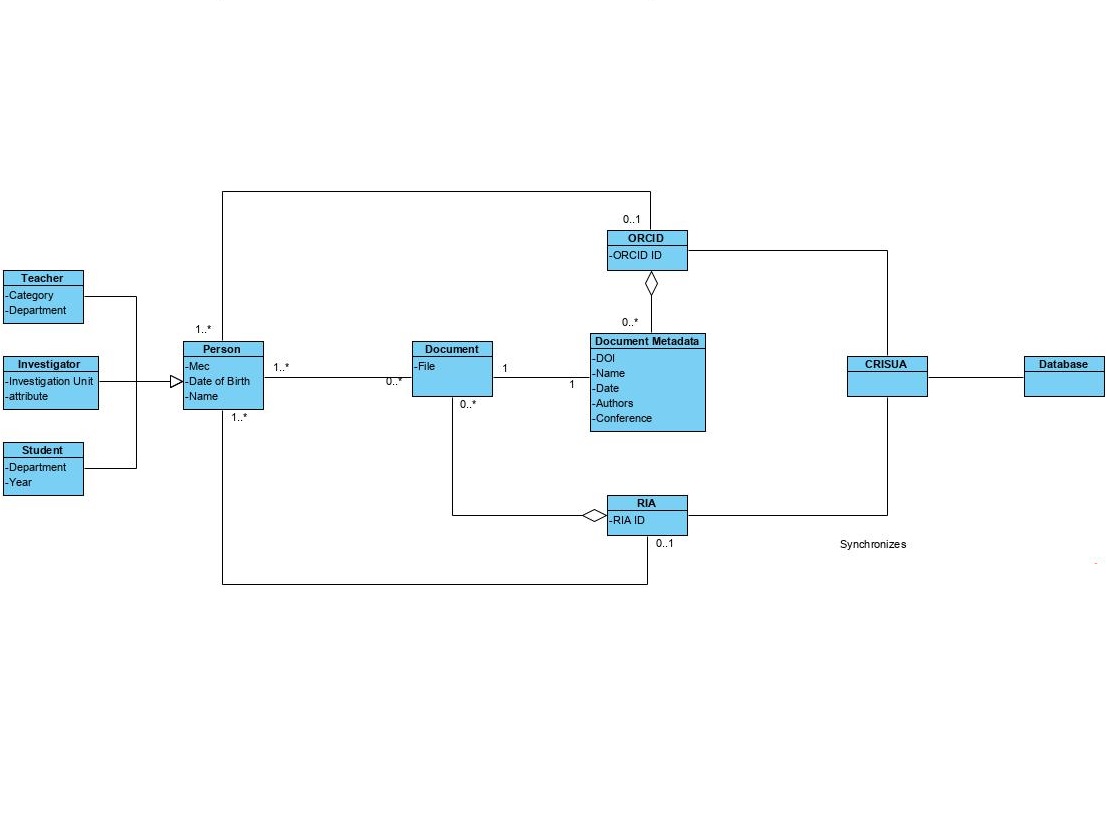 0..1
ORCID
-ORCID ID
Teacher
-Category
-Department
0..*
1..*
Document Metadata
-DOI
-Name
-Date
-Authors
-Conference
Person
-Mec
-Date of Birth
-Name
1..*
0..*
Document
-File
1
1
0..*
Investigator
-Investigation Unit
-attribute
CRISUA
Database
1..*
Student
-Department
-Year
RIA
-RIA ID
0..1
Synchronizes